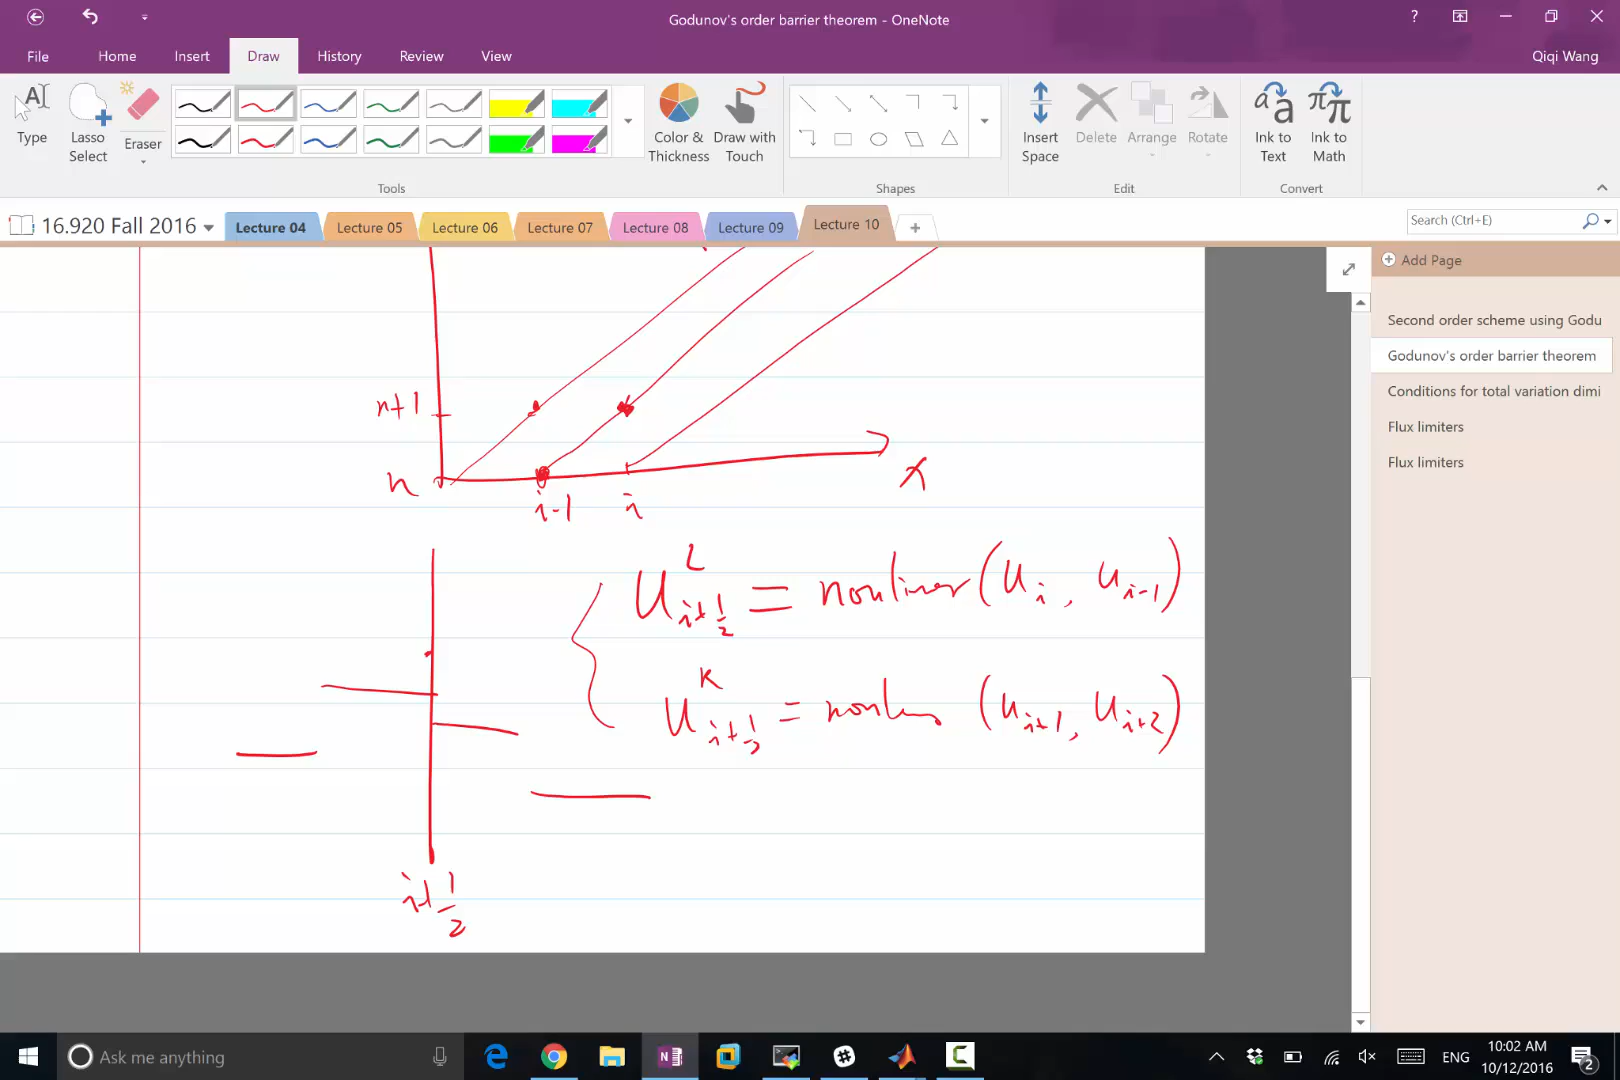 Godunov's order barrier theorem - OneNote
?
File
Home
Insert
Draw
History
Review
View
Qiqi Wang
Type
Lasso Select
Eraser
Color & Thickness
Draw with Touch
Insert Space
Delete
Arrange
Rotate
Ink to Text
Ink to Math
Tools
Shapes
Edit
Convert
16.920 Fall 2016
Lecture 04
Lecture 05
Lecture 06
Lecture 07
Lecture 08
Lecture 09
Lecture 10
Search (Ctrl+E)
Add Page
Second order scheme using Godu
Godunov's order barrier theorem
Conditions for total variation dimi
Flux limiters
Flux limiters
n+1
n
i-1
i
x
U^L_{i+1/2} = nonlinear (U_i, U_{i-1})
U^R_{i+1/2} = (U_{i+1}, U_{i+2})
i+1/2
Ask me anything
ENG
10:02 AM
10/12/2016
2